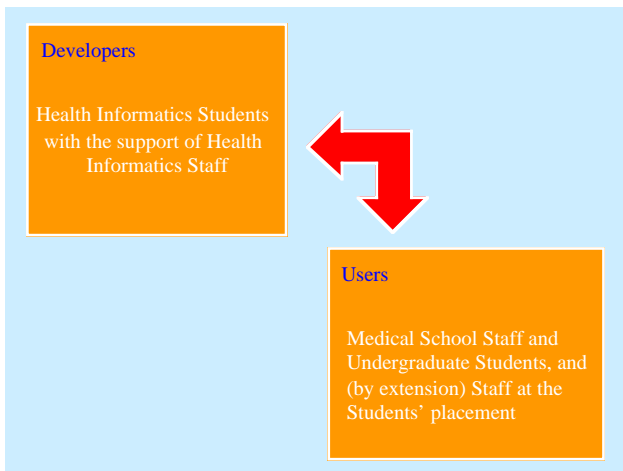 Developers
Health Informatics Students
with the support of Health
Informatics Staff
Users
Medical School Staff and
Undergraduate Students, and
(by extension) Staff at the
Students’ placement